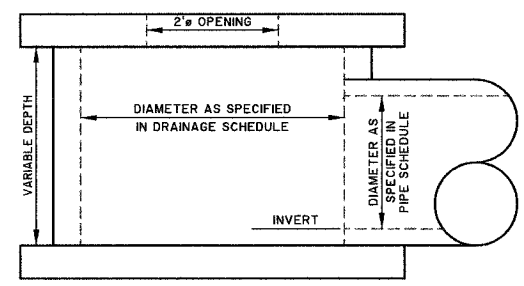 2'ø OPENING
DIAMETER AS SPECIFIED
IN DRAINAGE SCHEDULE
VARIABLE DEPTH
DIAMETER AS
SPECIFIED IN
PIPE SCHEDULE
INVERT